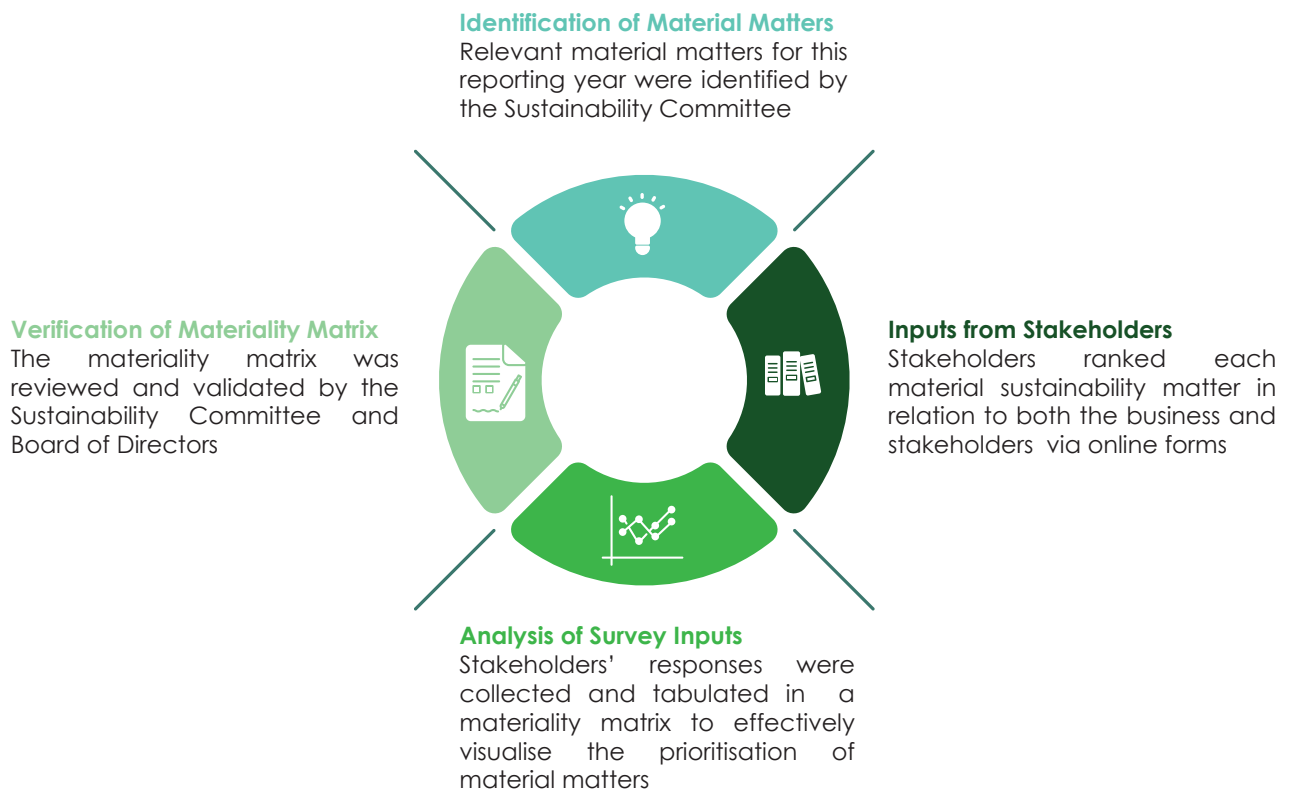 Identification of Material Matters
Relevant material matters for this
reporting year were identified by
the Sustainability Committee
Inputs from Stakeholders
Stakeholders ranked each
material sustainability matter in
relation to both the business and
stakeholders via online forms
Analysis of Survey Inputs
Stakeholders’ responses were
collected and tabulated in a
materiality matrix to effectively
visualise the prioritisation of
material matters
Verification of Materiality Matrix
The materiality matrix was
reviewed and validated by the
Sustainability Committee and
Board of Directors